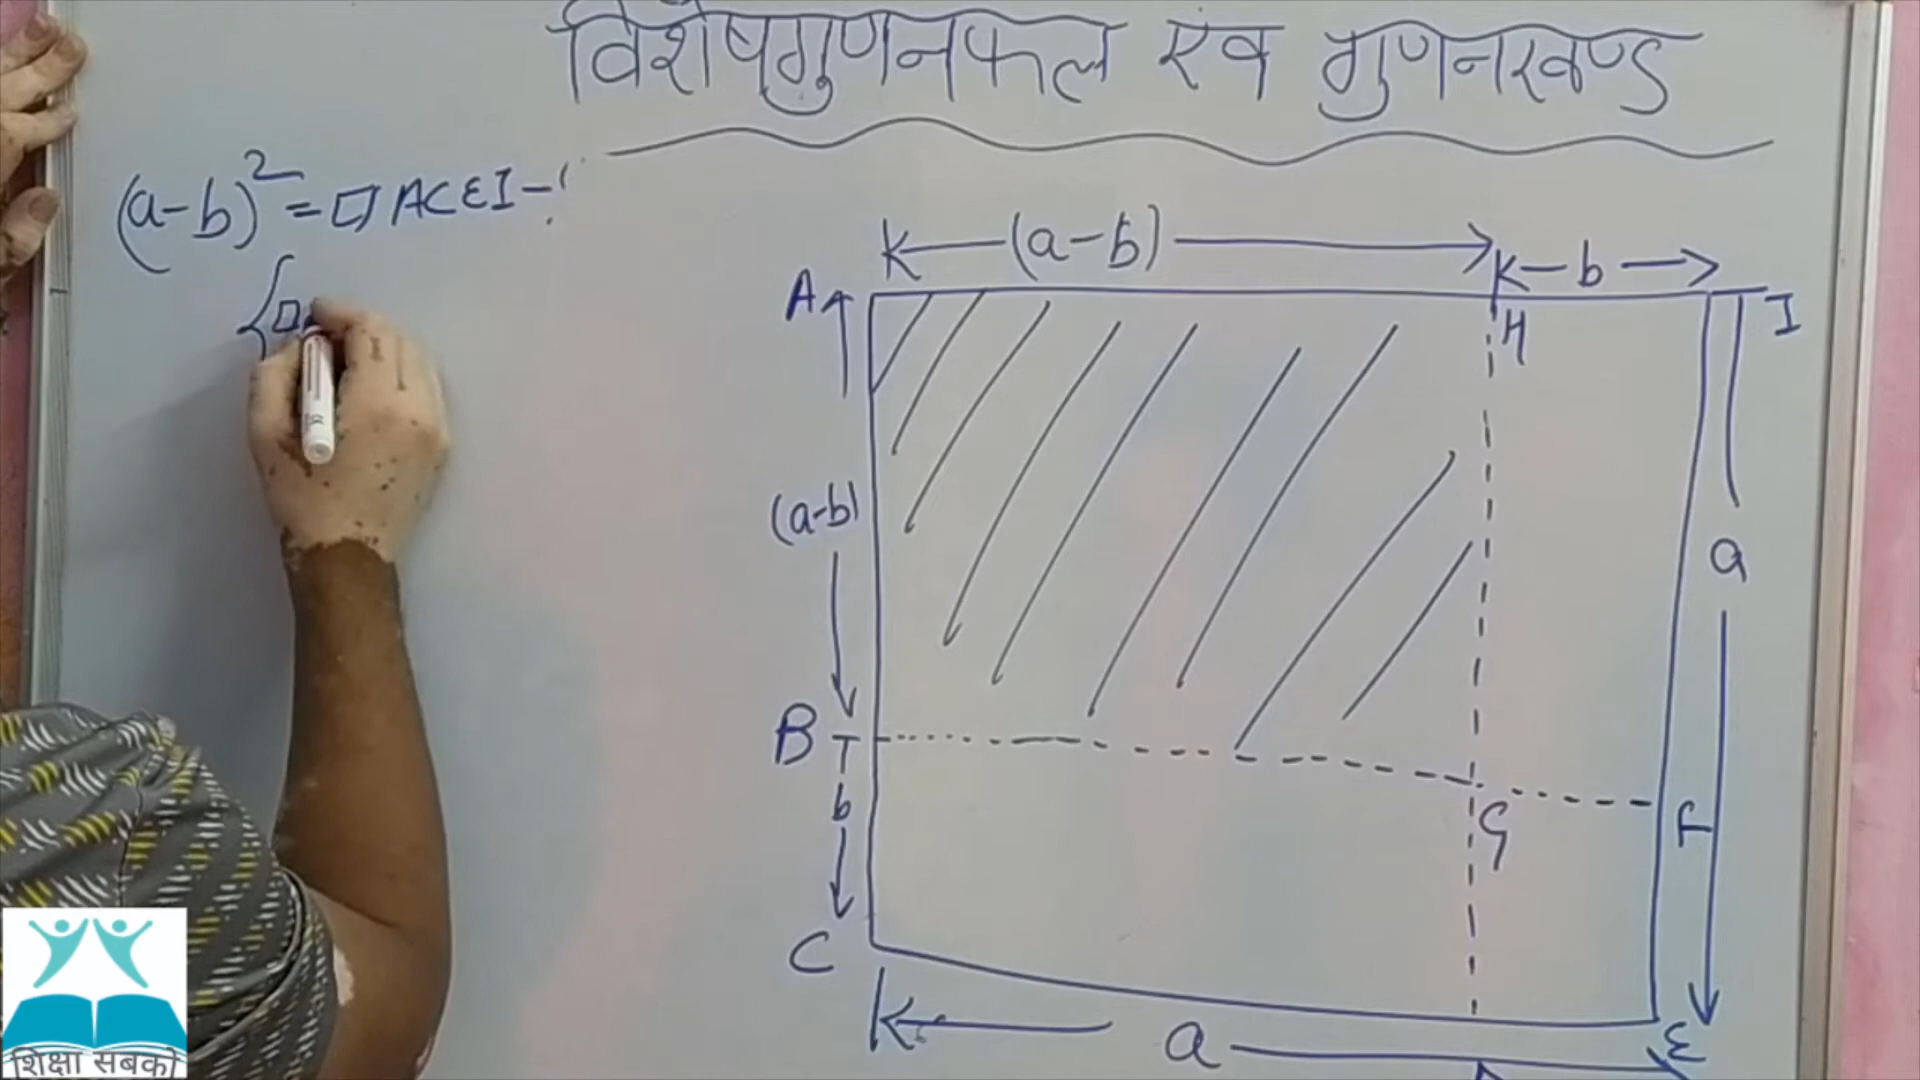 विशेषगुणनफल एव गुणनखण्ड
(a-b)² = □ ACEI -
{□
(a-b)
b
A
H
I
(a-b)
a
B
b
G
F
C
a
E
शिक्षा सबको